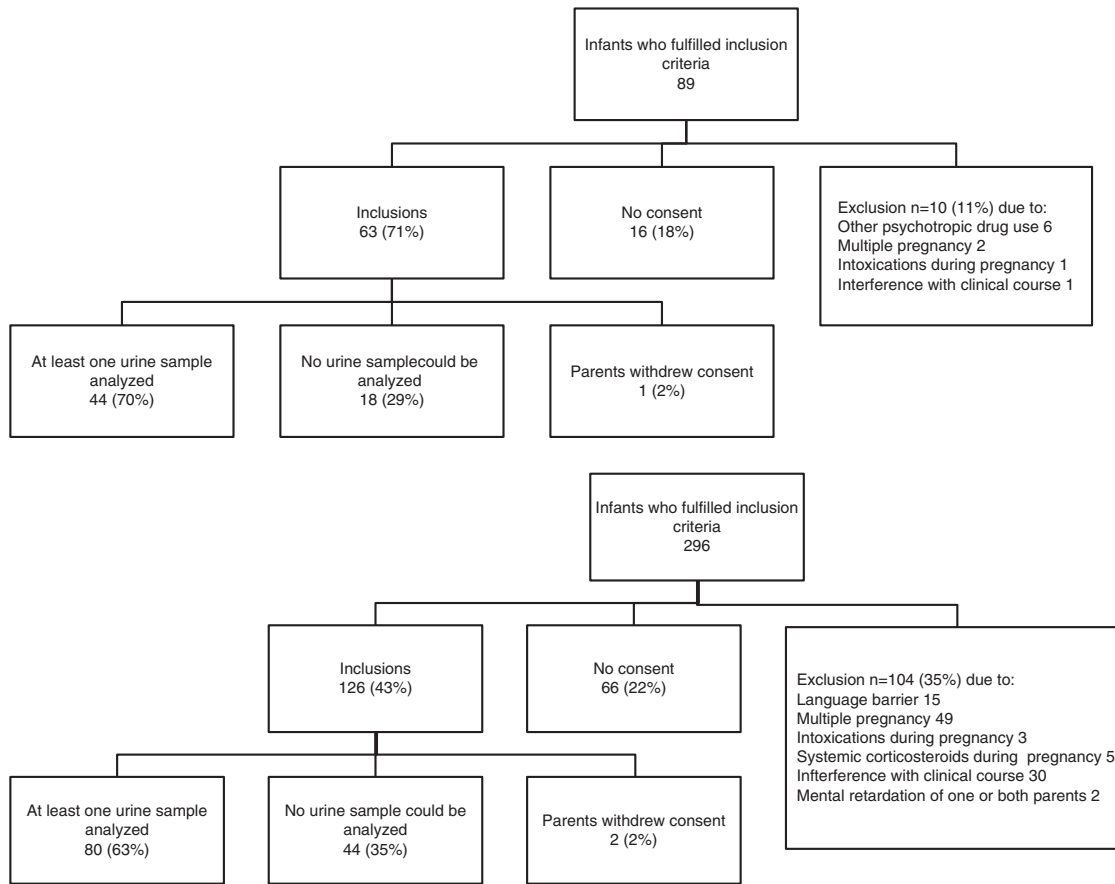 Infants who fulfilled inclusion
criteria
89
Inclusions
63 (71%)
No consent
16 (18%)
Exclusion n=10 (11%) due to:
Other psychotropic drug use 6
Multiple pregnancy 2
Intoxications during pregnancy 1
Interference with clinical course 1
At least one urine sample
analyzed
44 (70%)
No urine samplecould be
analyzed
18 (29%)
Parents withdrew consent
1 (2%)
Infants who fulfilled inclusion
criteria
296
Inclusions
126 (43%)
No consent
66 (22%)
Exclusion n=104 (35%) due to:
Language barrier 15
Multiple pregnancy 49
Intoxications during pregnancy 3
Systemic corticosteroids during pregnancy 5
Infterference with clinical course 30
Mental retardation of one or both parents 2
At least one urine sample
analyzed
80 (63%)
No urine sample could be
analyzed
44 (35%)
Parents withdrew consent
2 (2%)